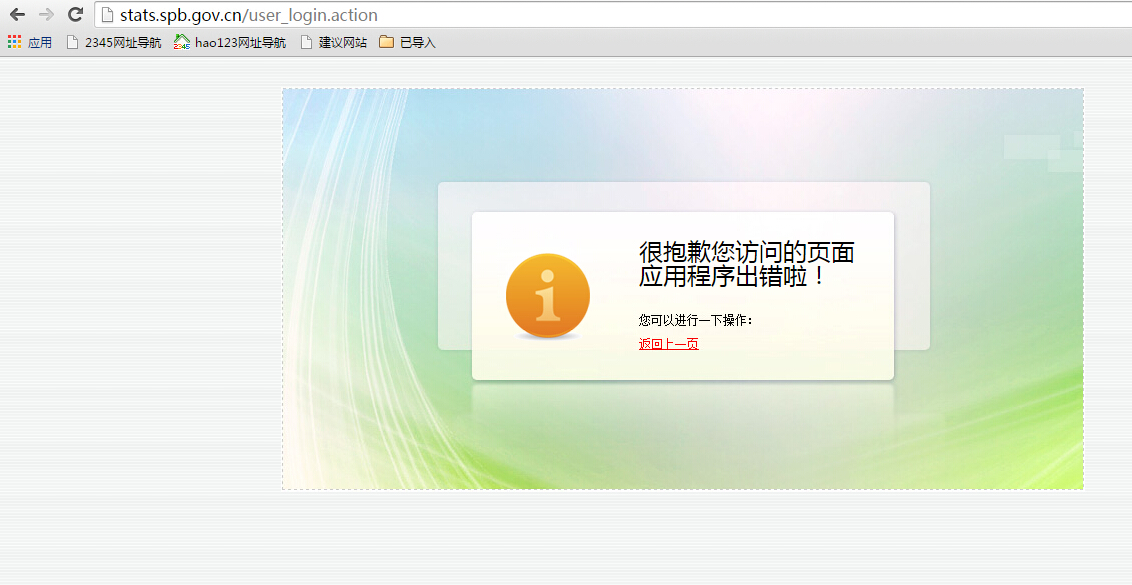 stats.spb.gov.cn/user_login.action
应用 2345网址导航 hao123网址导航 建议网站 已导入
很抱歉您访问的页面
应用程序出错啦！
您可以进行一下操作：
返回上一页